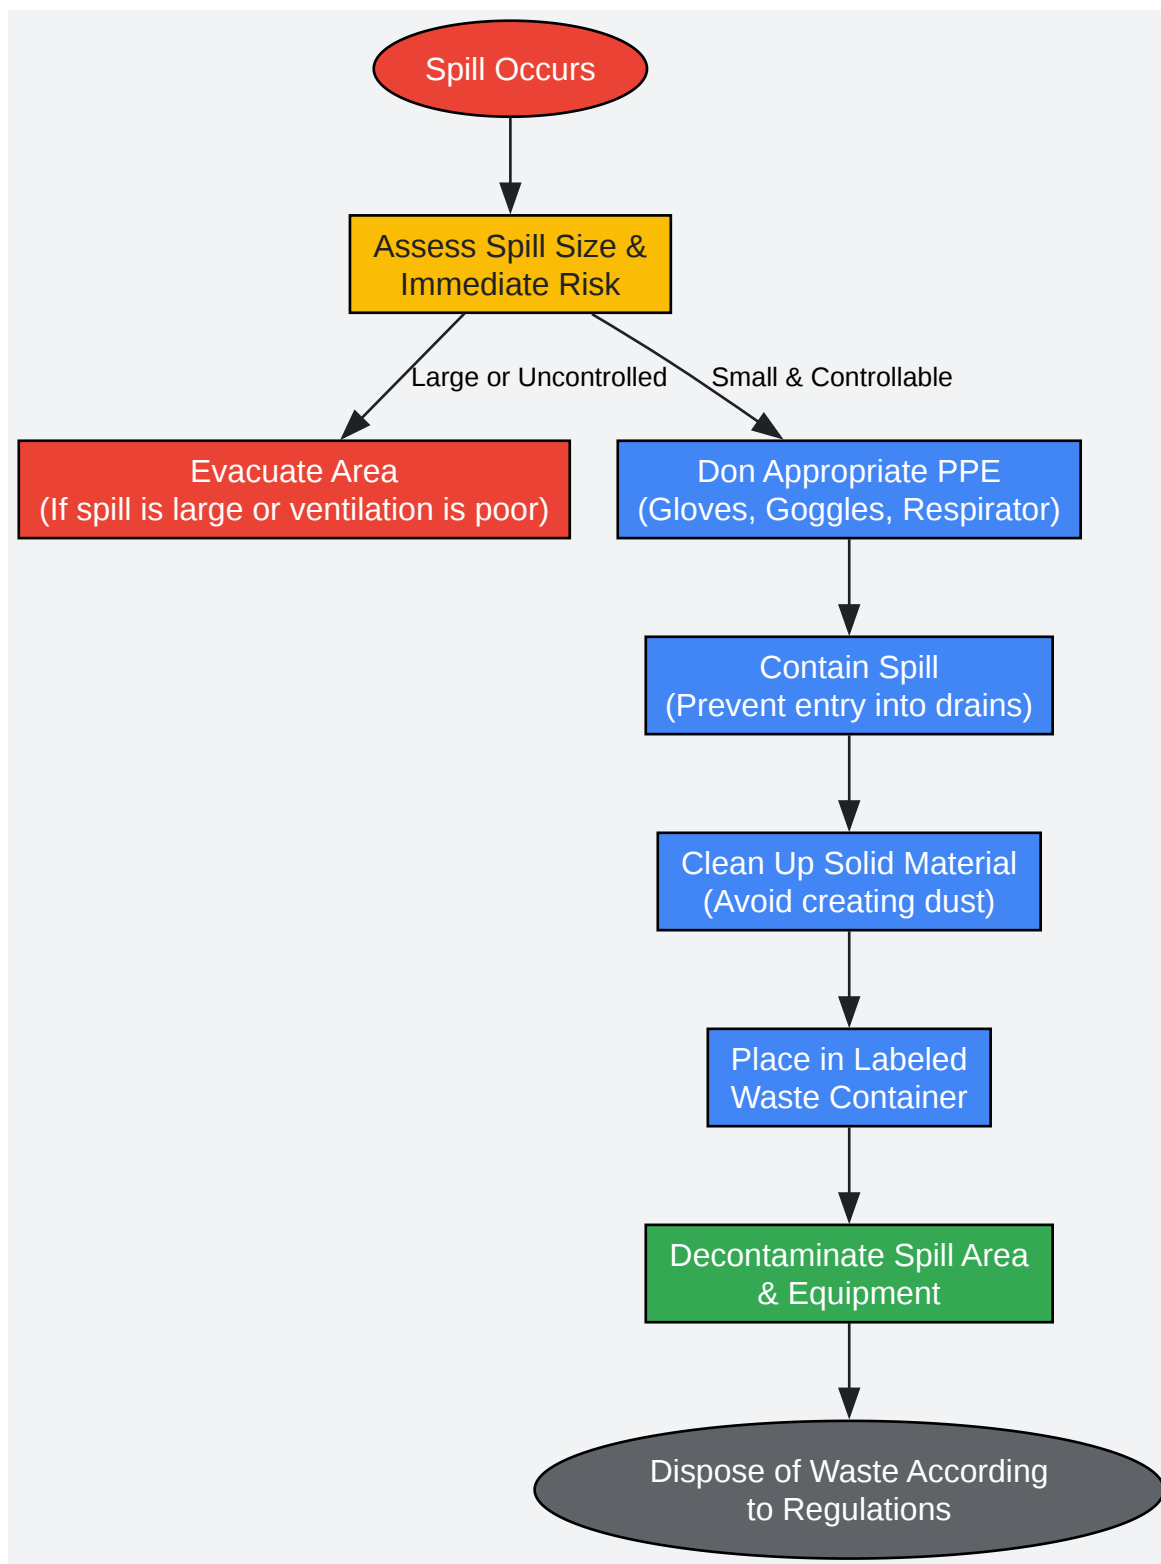 Spill Occurs
Assess Spill Size &
Immediate Risk
Large or Uncontrolled
Small & Controllable
Evacuate Area
(If spill is large or ventilation is poor)
Don Appropriate PPE
(Gloves, Goggles, Respirator)
Contain Spill
(Prevent entry into drains)
Clean Up Solid Material
(Avoid creating dust)
Place in Labeled
Waste Container
Decontaminate Spill Area
& Equipment
Dispose of Waste According
to Regulations